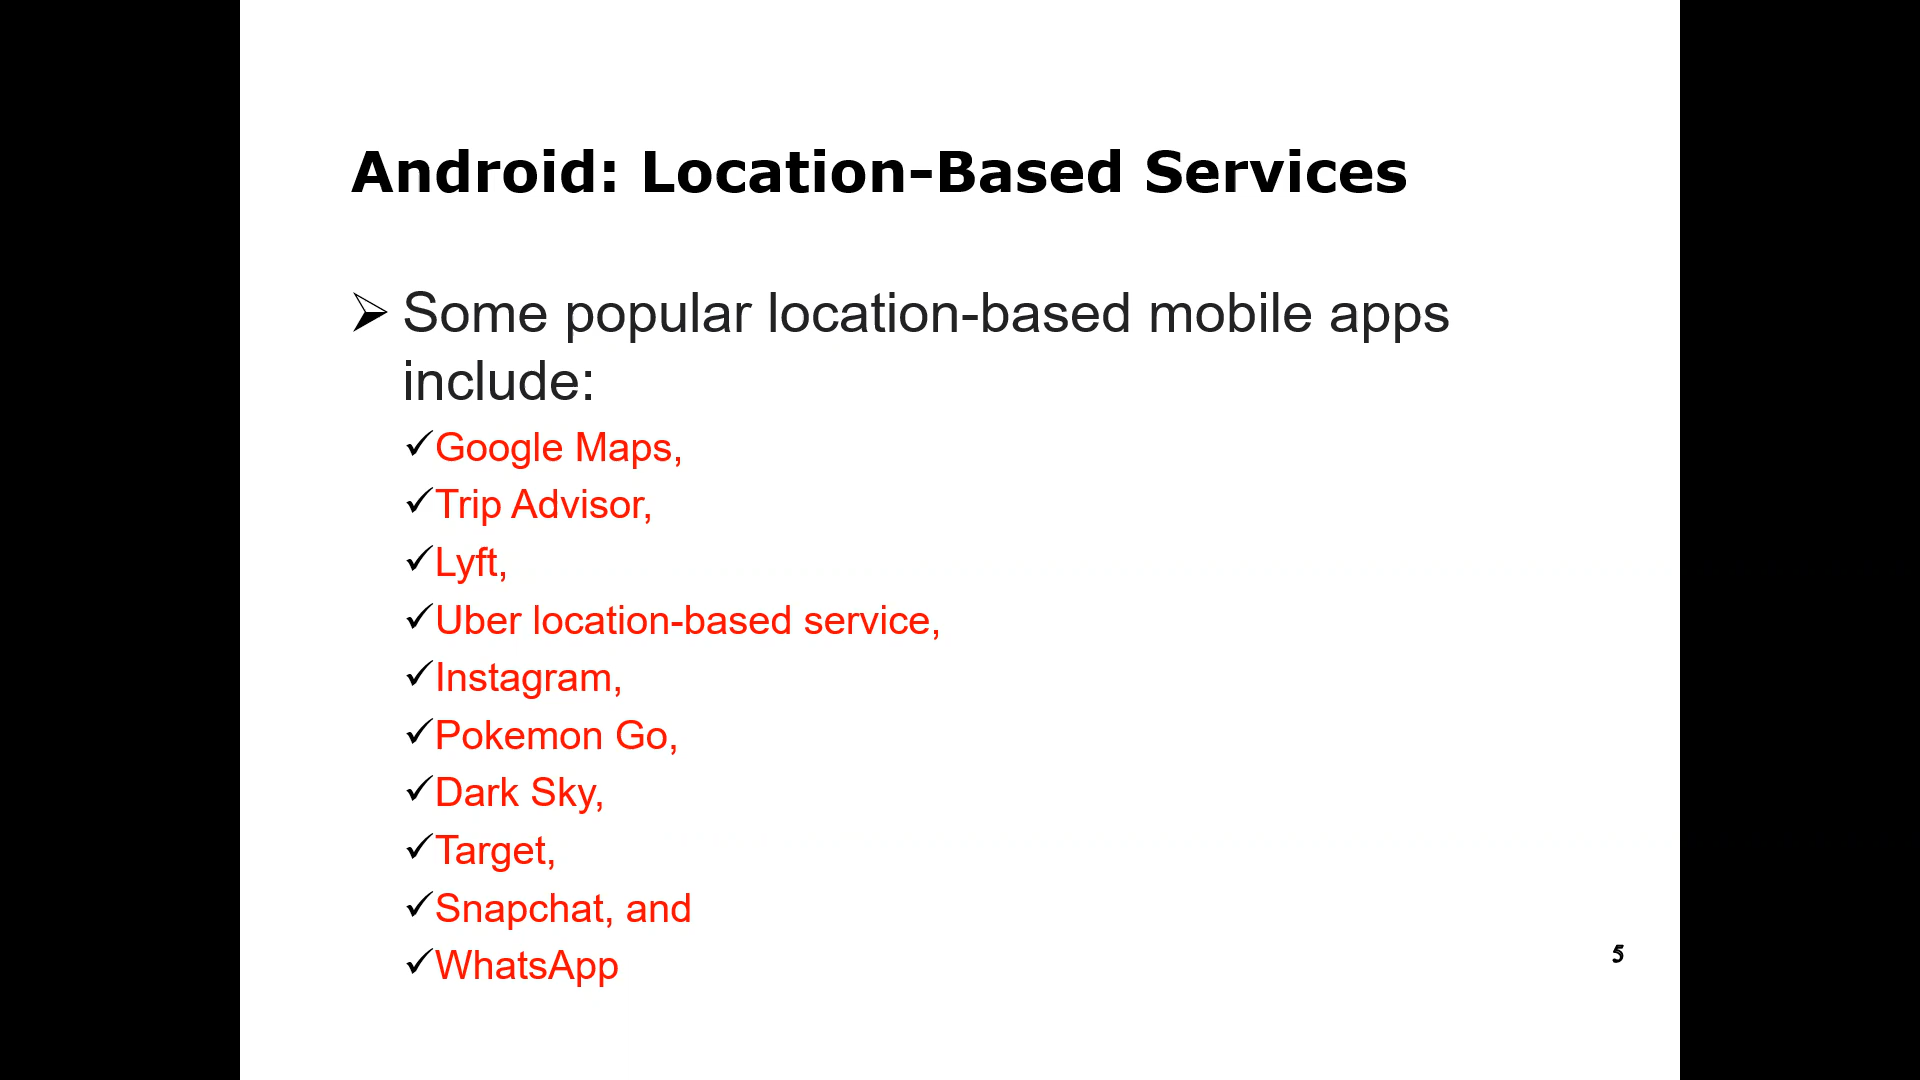 Android: Location-Based Services
Some popular location-based mobile apps
include:
Google Maps,
Trip Advisor,
Lyft,
Uber location-based service,
Instagram,
Pokemon Go,
Dark Sky,
Target,
Snapchat, and
WhatsApp
5